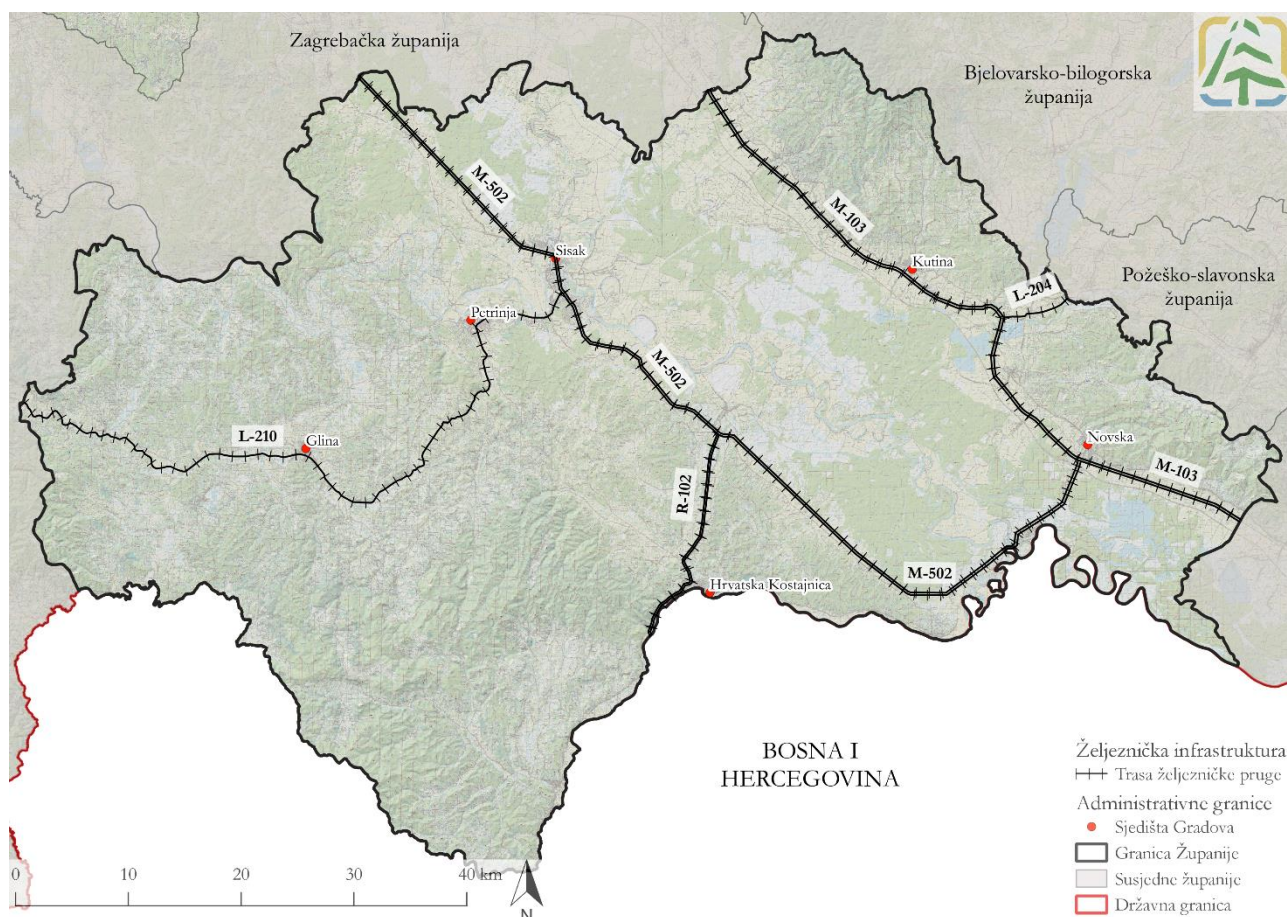 Zagrebačka županija
Bjelovarsko-bilogorska
županija
Požeško-slavonska
županija
M-502
M-103
Sisak
Kutina
L-204
Petrinja
M-502
L-210
Glina
Novska
M-103
R-102
Hrvatska Kostajnica
M-502
BOSNA I
HERCEGOVINA
Željeznička infrastruktura
Trasa željezničke pruge
Administrativne granice
Sjedišta Gradova
Granica Županije
Susjedne županije
Državna granica
0 10 20 30 40 km
N